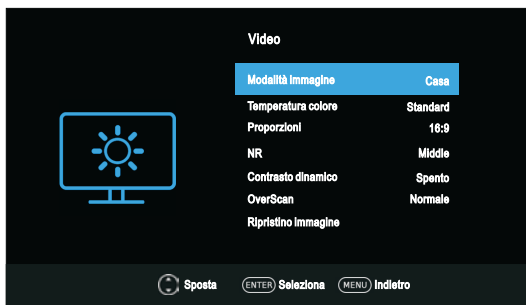 Video
Modalità immagine Casa
Temperatura colore Standard
Proporzioni 16:9
NR Middle
Contrasto dinamico Spento
OverScan Normale
Ripristino immagine
Sposta ENTER Seleziona MENU Indietro